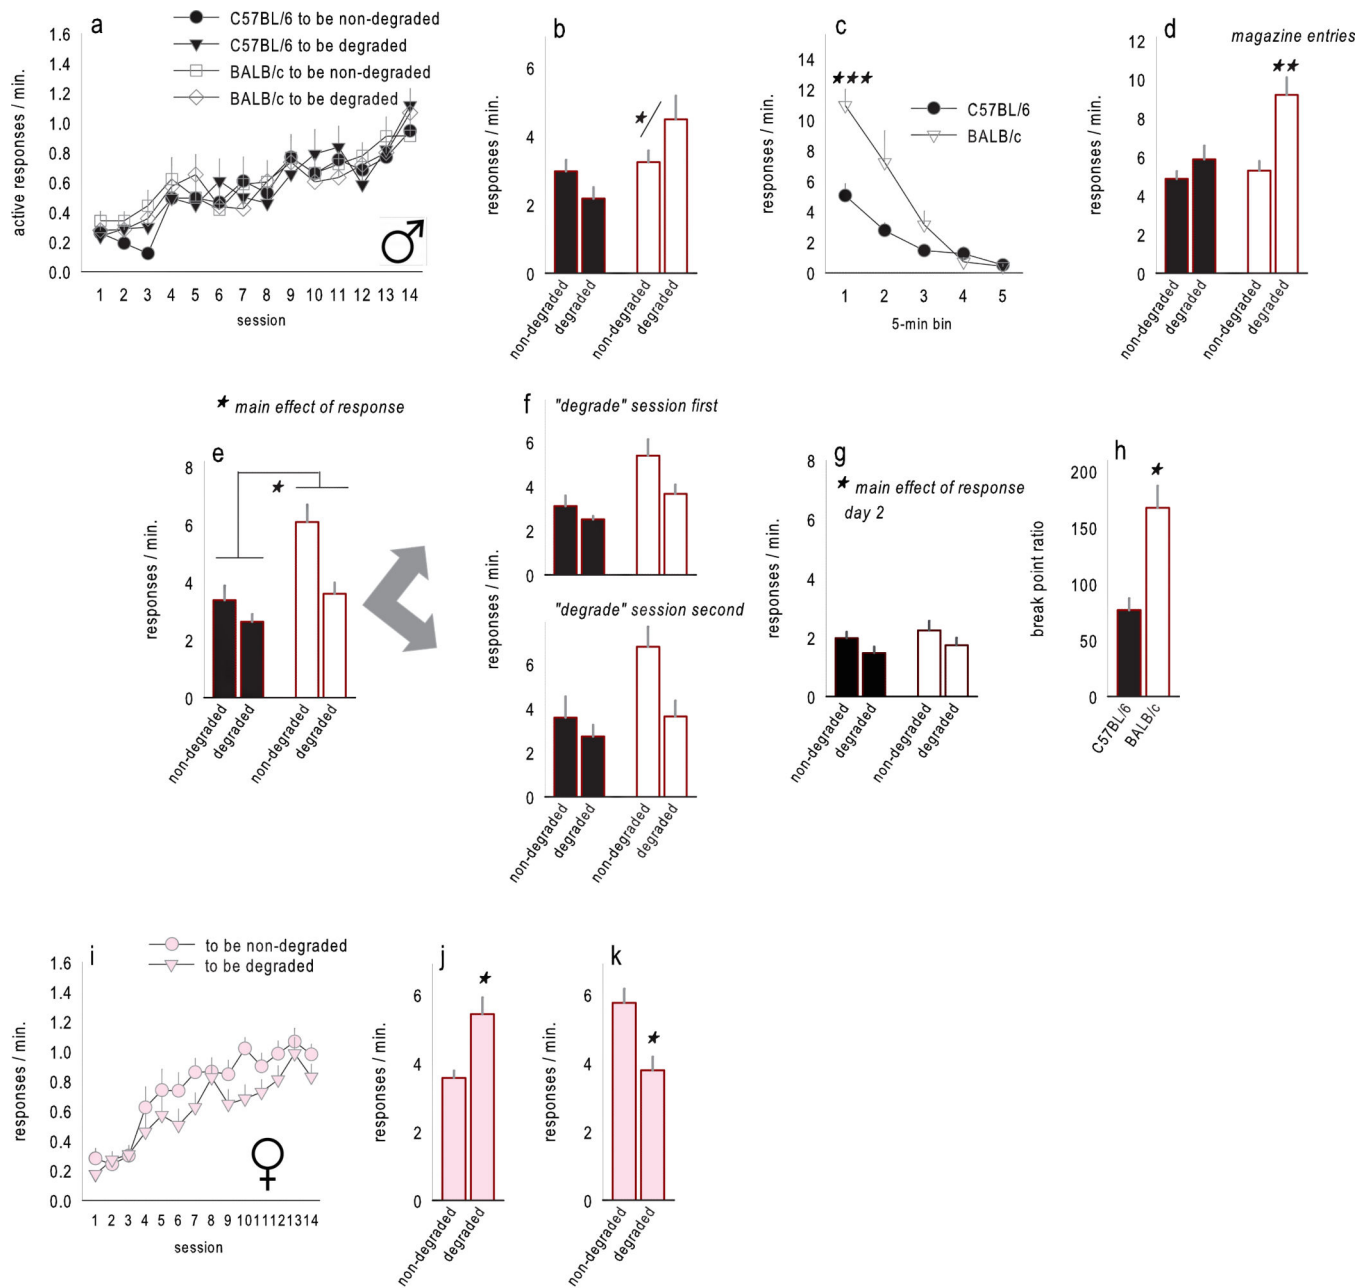 a
C57BL/6 to be non-degraded
C57BL/6 to be degraded
BALB/c to be non-degraded
BALB/c to be degraded
active responses / min.
1.6
1.4
1.2
1.0
0.8
0.6
0.4
0.2
0.0
1 2 3 4 5 6 7 8 9 10 11 12 13 14
session
b
responses / min.
6
4
2
0
non-degraded
degraded
non-degraded
degraded
c
responses / min.
14
12
10
8
6
4
2
0
C57BL/6
BALB/c
1 2 3 4 5
5-min bin
d
magazine entries
responses / min.
12
10
8
6
4
2
0
non-degraded
degraded
non-degraded
degraded
main effect of response
e
responses / min.
8
6
4
2
0
non-degraded
degraded
non-degraded
degraded
f
"degrade" session first
6
4
2
0
responses / min.
"degrade" session second
6
4
2
0
non-degraded
degraded
non-degraded
degraded
g
main effect of response
day 2
responses / min.
8
6
4
2
0
non-degraded
degraded
non-degraded
degraded
h
break point ratio
200
150
100
50
0
C57BL/6
BALB/c
i
to be non-degraded
to be degraded
responses / min.
1.6
1.4
1.2
1.0
0.8
0.6
0.4
0.2
0.0
1 2 3 4 5 6 7 8 9 10 11 12 13 14
session
j
responses / min.
6
4
2
0
non-degraded
degraded
k
responses / min.
6
4
2
0
non-degraded
degraded